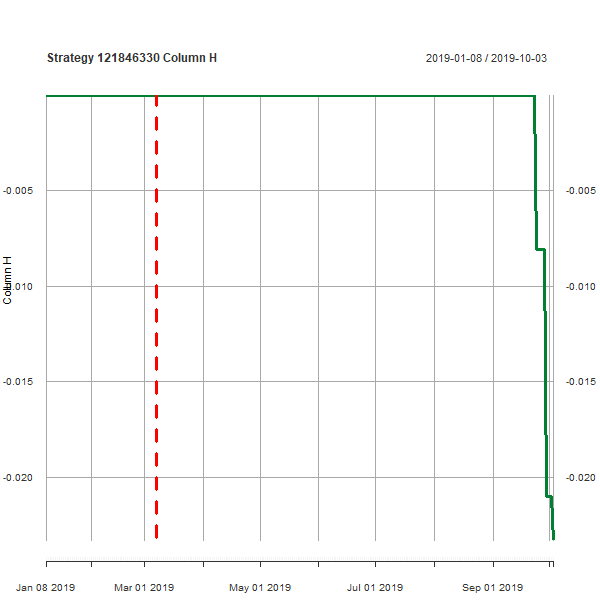 Strategy 121846330 Column H
2019-01-08 / 2019-10-03
Column H
-0.005
-0.005
-0.010
-0.010
-0.015
-0.015
-0.020
-0.020
Jan 08 2019
Mar 01 2019
May 01 2019
Jul 01 2019
Sep 01 2019